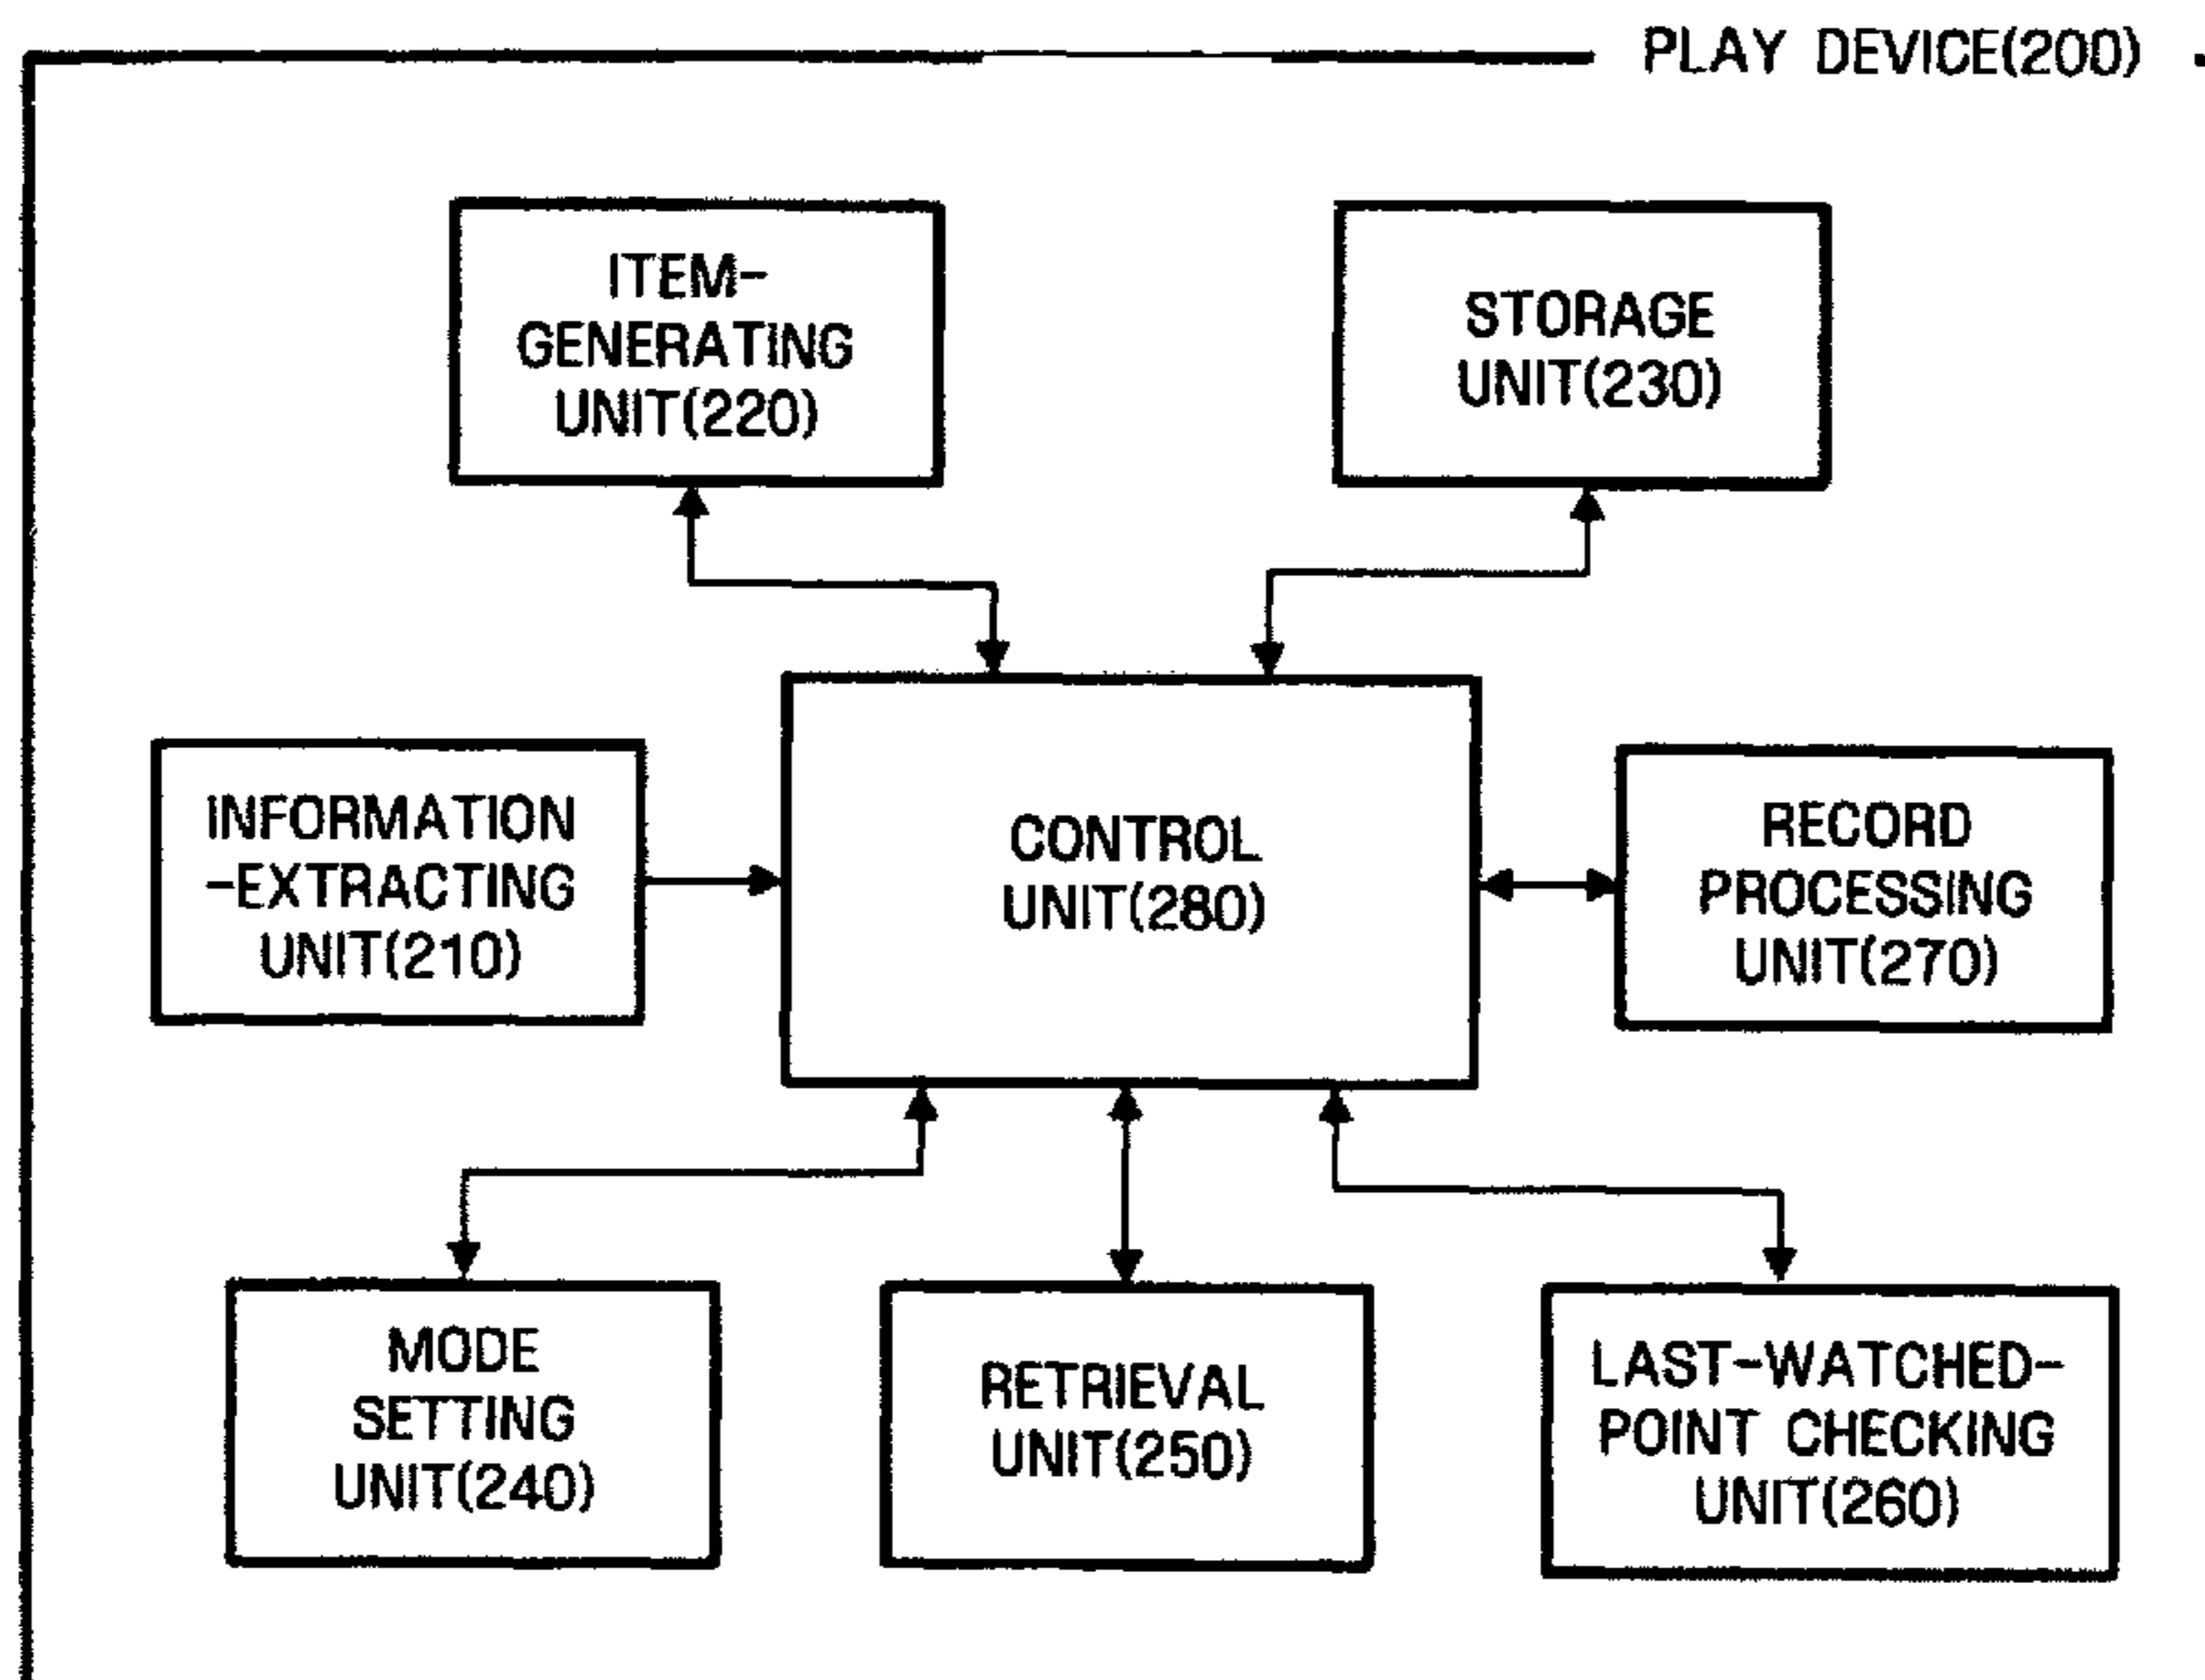 PLAY DEVICE(200)
ITEM-
GENERATING
UNIT(220)
STORAGE
UNIT(230)
INFORMATION
-EXTRACTING
UNIT(210)
CONTROL
UNIT(280)
RECORD
PROCESSING
UNIT(270)
MODE
SETTING
UNIT(240)
RETRIEVAL
UNIT(250)
LAST-WATCHED-
POINT CHECKING
UNIT(260)